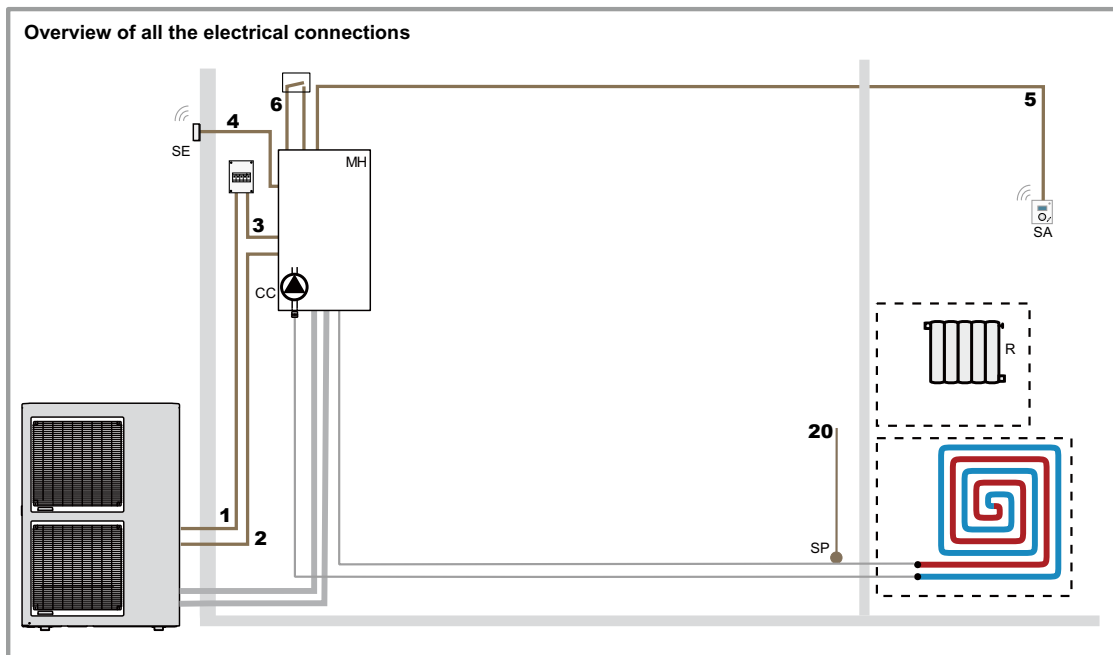 Overview of all the electrical connections
6
5
4
SE
MH
3
SA
CC
R
20
1
2
SP